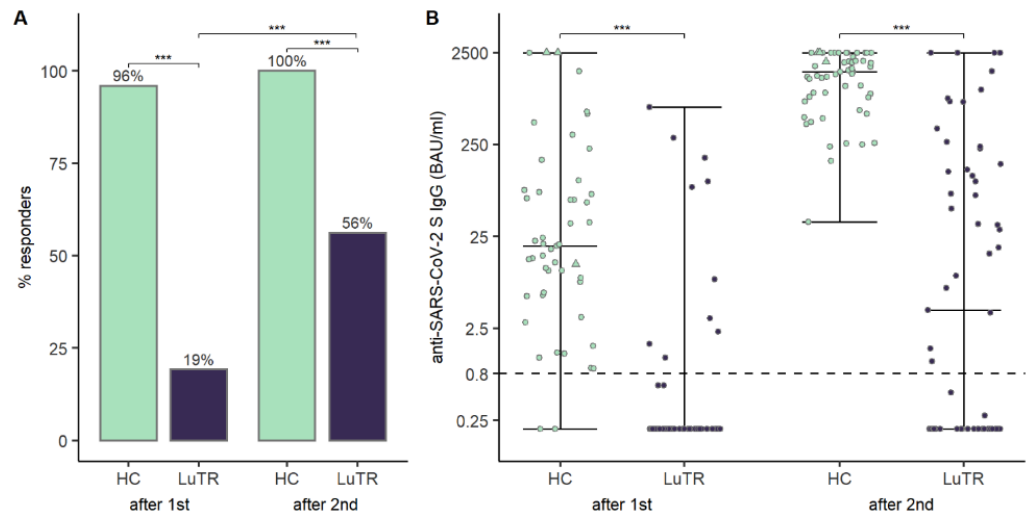 A
% responders
100
75
50
25
0
96%
19%
100%
56%
***
***
***
HC
LuTR
HC
LuTR
after 1st
after 2nd
B
anti-SARS-CoV-2 S IgG (BAU/ml)
2500
250
25
2.5
0.8
0.25
***
***
HC
LuTR
HC
LuTR
after 1st
after 2nd